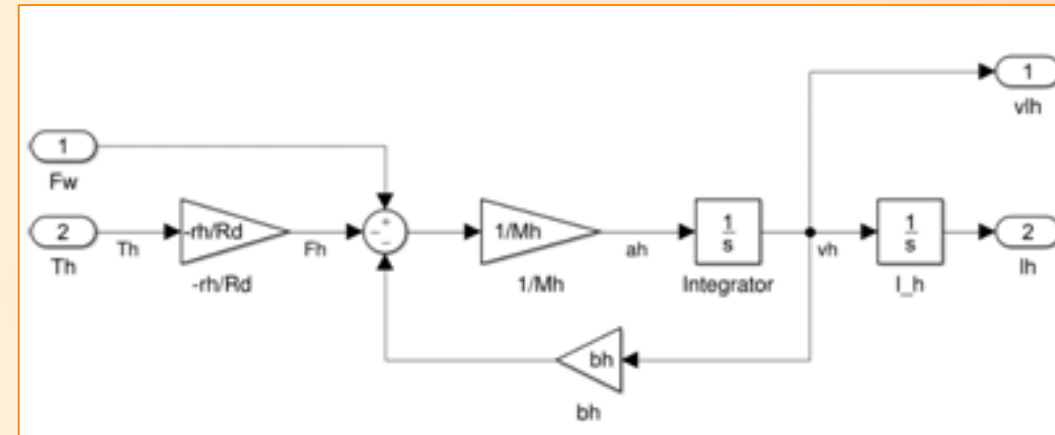 1
vlh
1
Fw
2
Th
Th
-rh/Rd
-rh/Rd
Fh
+
−
−
1/Mh
1/Mh
ah
1
s
Integrator
vh
1
s
l_h
2
lh
bh
bh